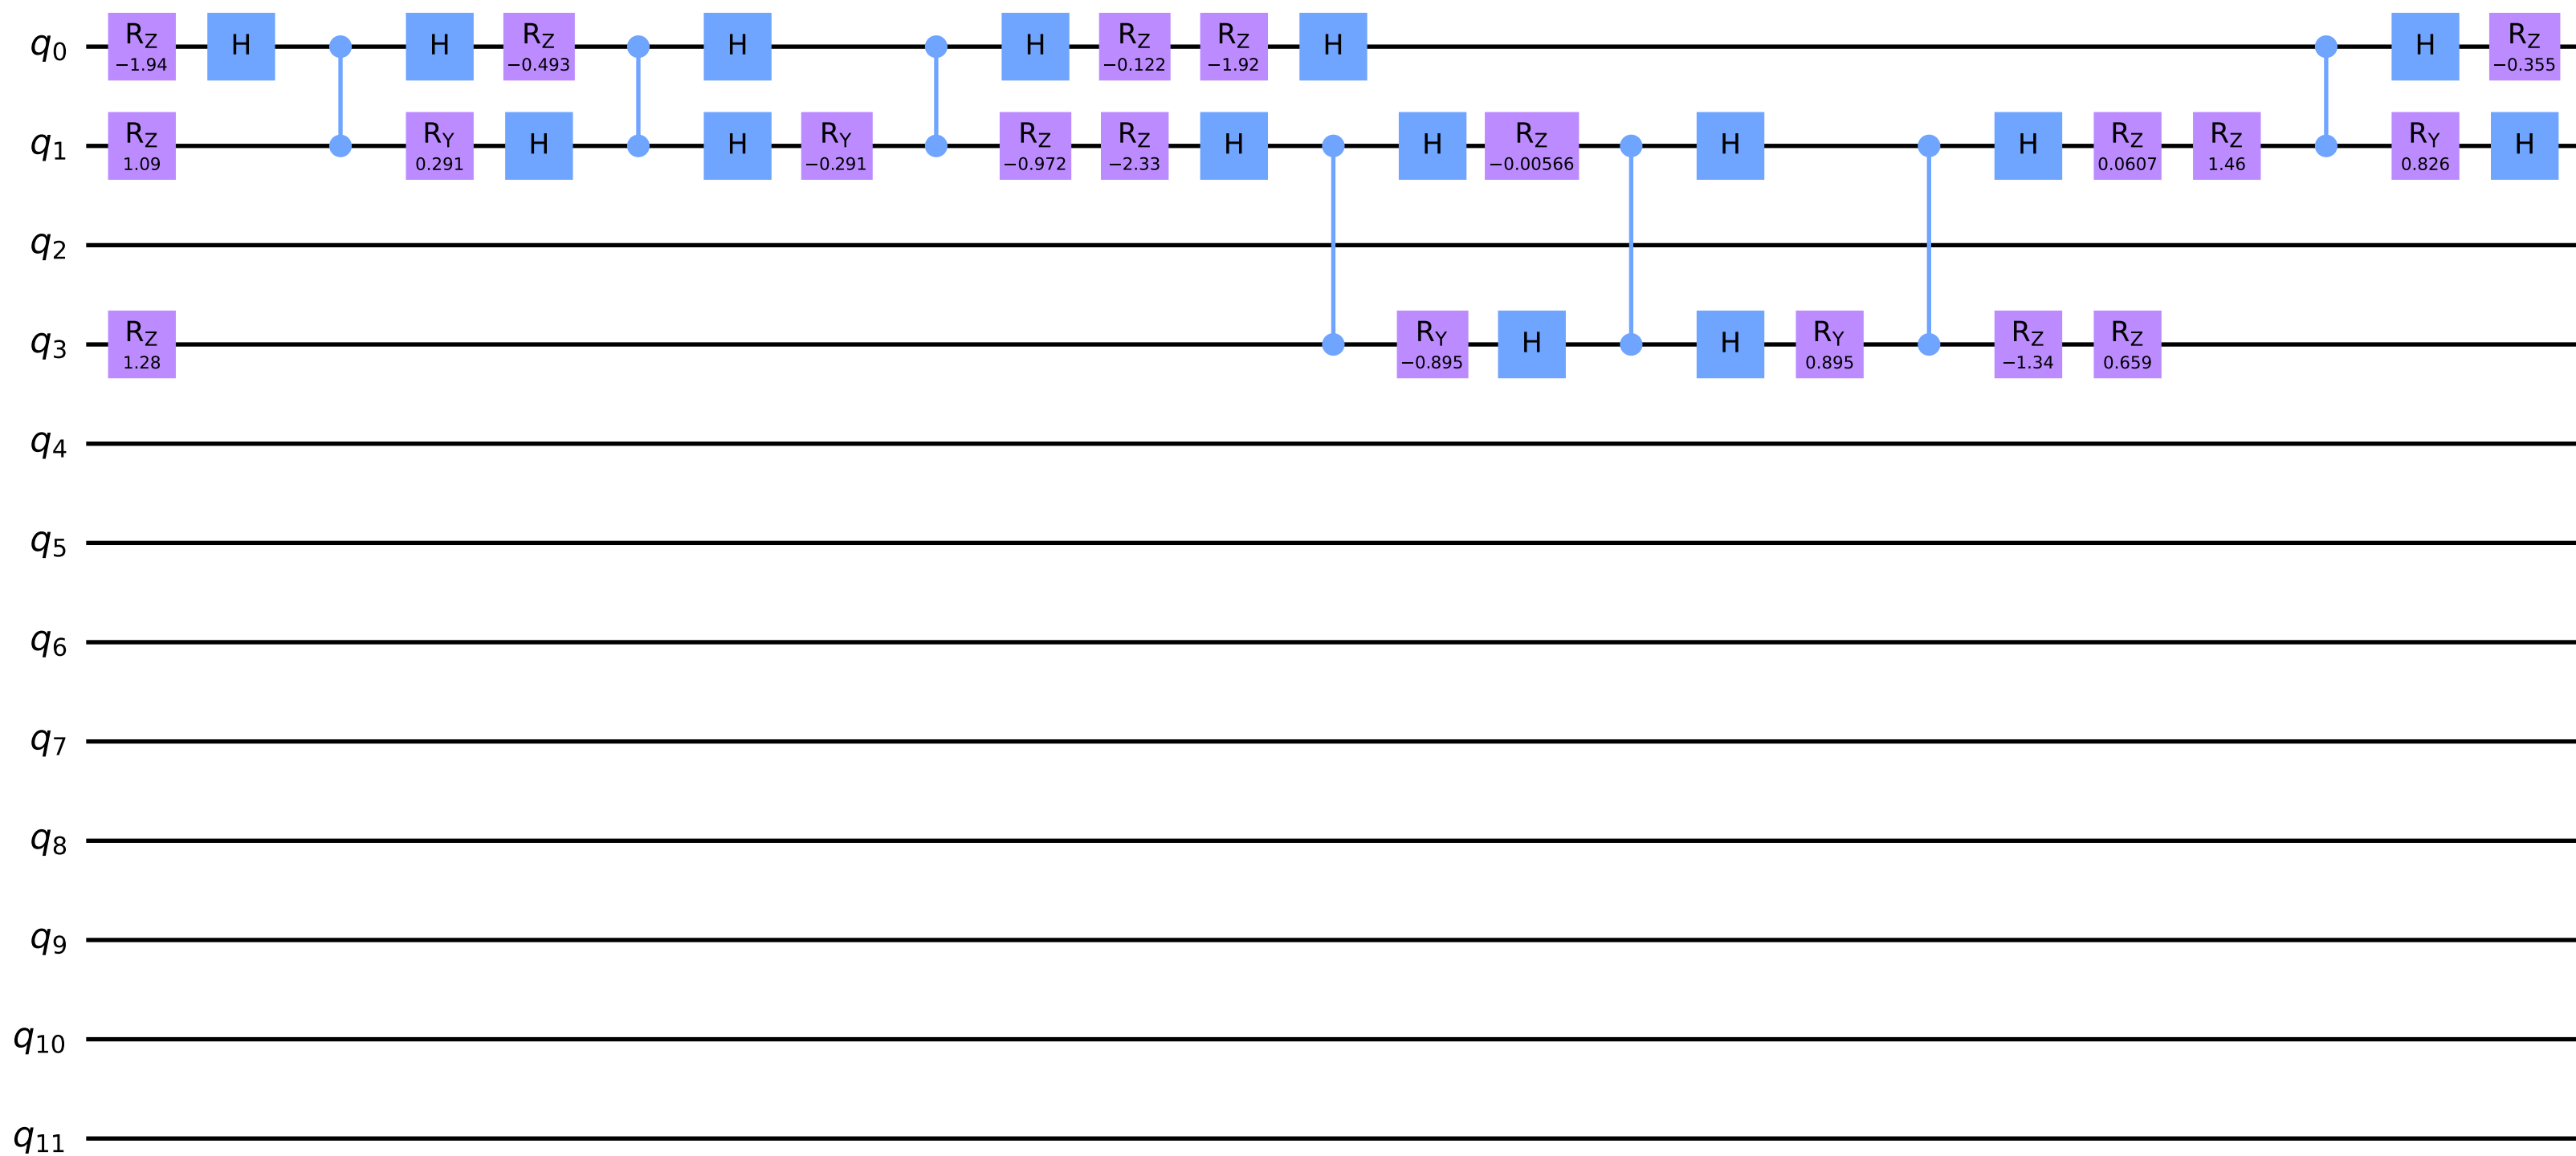 q0 RZ −1.94 H H RZ −0.493 H H RZ −0.122 RZ −1.92 H H RZ −0.355
q1 RZ 1.09 RY 0.291 H H RY −0.291 RZ −0.972 RZ −2.33 H H RZ −0.00566 H H RZ 0.0607 RZ 1.46 RY 0.826 H
q2
q3 RZ 1.28 RY −0.895 H H RY 0.895 RZ −1.34 RZ 0.659
q4
q5
q6
q7
q8
q9
q10
q11